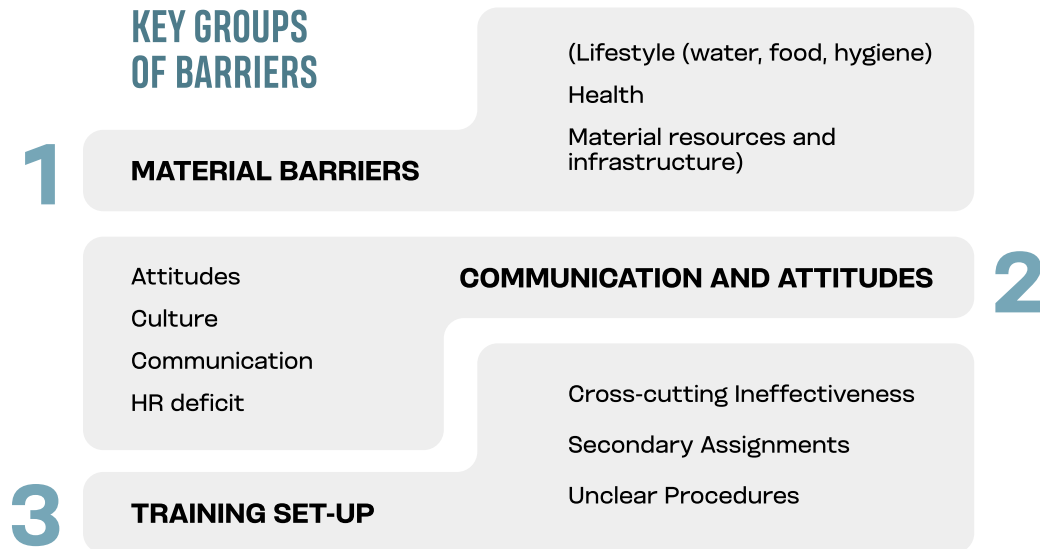 KEY GROUPS
OF BARRIERS
1
MATERIAL BARRIERS
(Lifestyle (water, food, hygiene)
Health
Material resources and
infrastructure)
2
COMMUNICATION AND ATTITUDES
Attitudes
Culture
Communication
HR deficit
3
TRAINING SET-UP
Cross-cutting Ineffectiveness
Secondary Assignments
Unclear Procedures